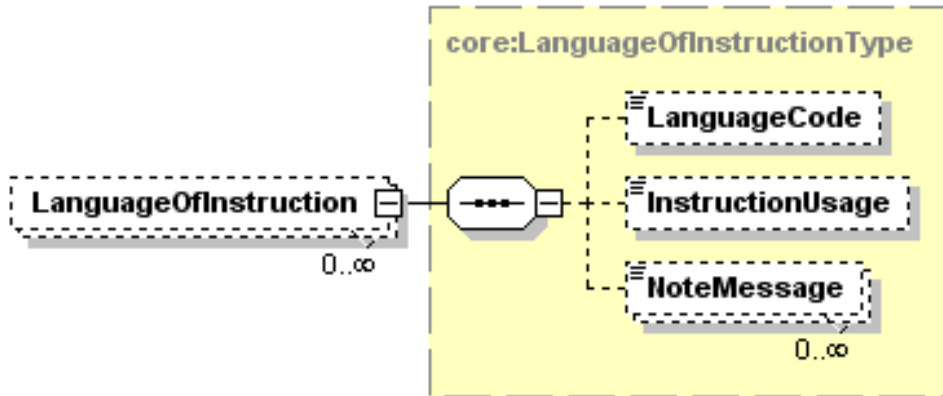 core:LanguageOfInstructionType
LanguageCode
LanguageOfInstruction
0..∞
InstructionUsage
NoteMessage
0..∞